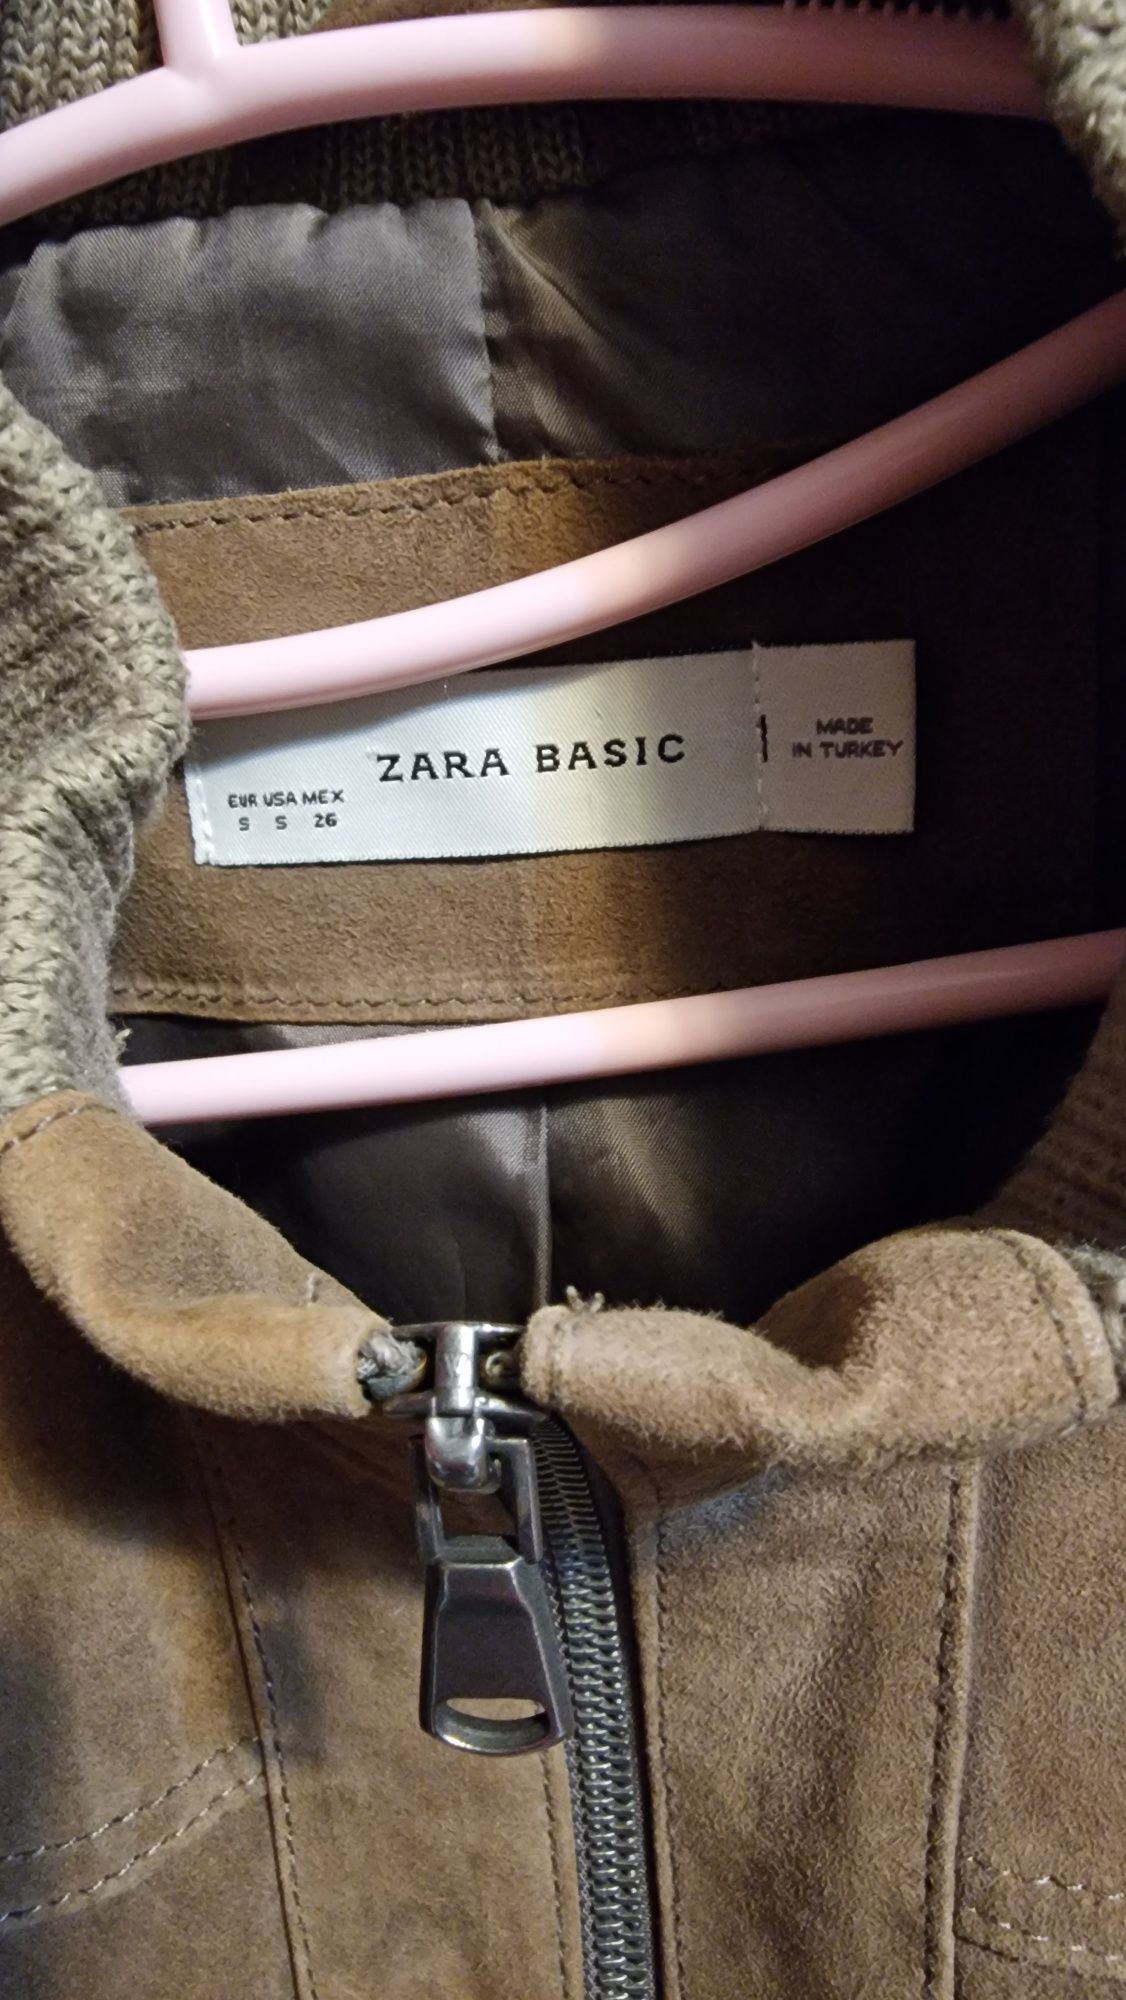 ZARA BASIC
EUR USA MEX
S S 26
MADE
IN TURKEY